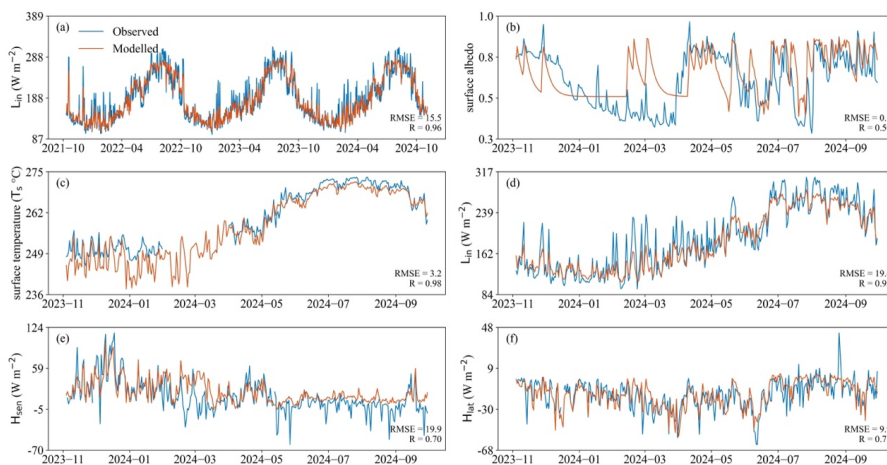 (a)
Observed
Modelled
L_in (W m⁻²)
389
288
188
87
2021-10 2022-04 2022-10 2023-04 2023-10 2024-04 2024-10
RMSE = 15.5
R = 0.96
(b)
surface albedo
1.0
0.8
0.5
0.3
2023-11 2024-01 2024-03 2024-05 2024-07 2024-09
RMSE = 0.
R = 0.5
(c)
surface temperature (T_s °C)
275
262
249
236
2023-11 2024-01 2024-03 2024-05 2024-07 2024-09
RMSE = 3.2
R = 0.98
(d)
L_in (W m⁻²)
317
239
162
84
2023-11 2024-01 2024-03 2024-05 2024-07 2024-09
RMSE = 19.
R = 0.9
(e)
H_sen (W m⁻²)
124
59
-5
-70
2023-11 2024-01 2024-03 2024-05 2024-07 2024-09
RMSE = 19.9
R = 0.70
(f)
H_lat (W m⁻²)
48
9
-30
-68
2023-11 2024-01 2024-03 2024-05 2024-07 2024-09
RMSE = 9.
R = 0.7